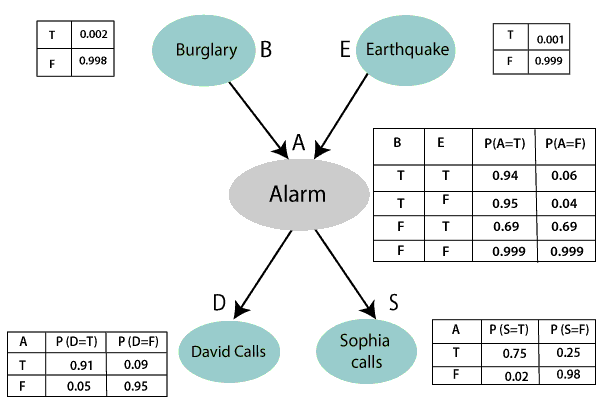 T 0.002
F 0.998
Burglary B
E Earthquake
T 0.001
F 0.999
A
Alarm
B E P(A=T) P(A=F)
T T 0.94 0.06
T F 0.95 0.04
F T 0.69 0.69
F F 0.999 0.999
D
S
David Calls
Sophia
calls
A P (D=T) P (D=F)
T 0.91 0.09
F 0.05 0.95
A P (S=T) P (S=F)
T 0.75 0.25
F 0.02 0.98